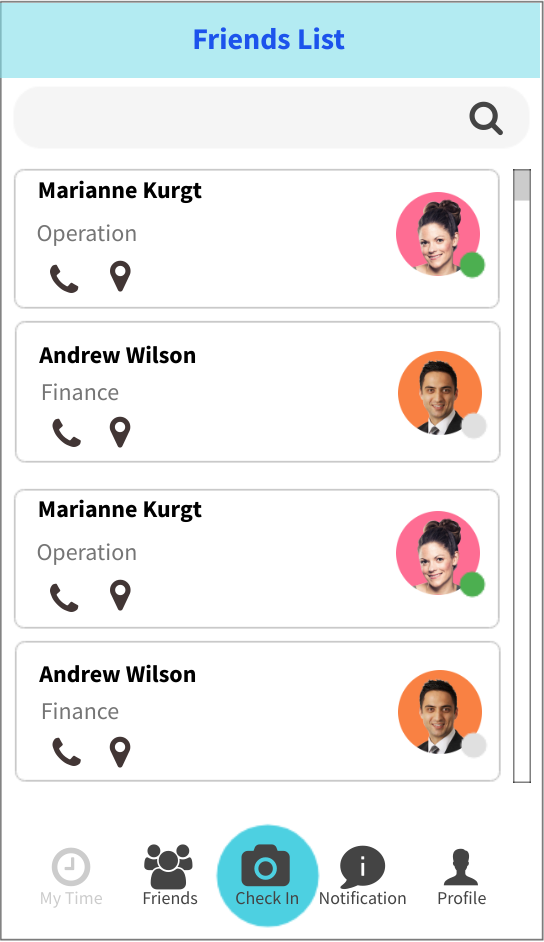 Friends List
Marianne Kurgt
Operation
Andrew Wilson
Finance
Marianne Kurgt
Operation
Andrew Wilson
Finance
My Time Friends Check In Notification Profile